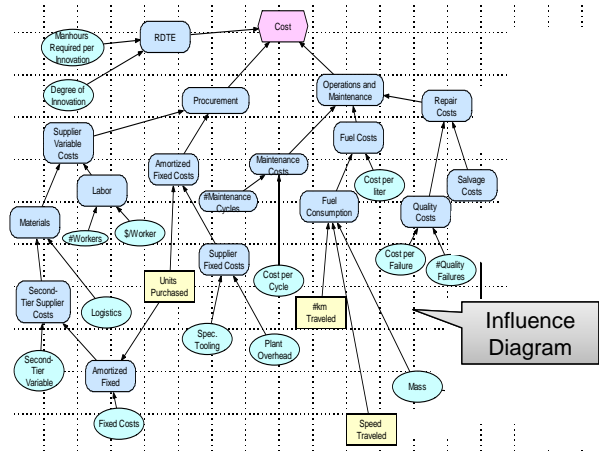 Cost
Manhours
Required per
Innovation
RDTE
Degree of
Innovation
Procurement
Operations and
Maintenance
Repair
Costs
Supplier
Variable
Costs
Fuel Costs
Amortized
Fixed Costs
Maintenance
Costs
Cost per
liter
Salvage
Costs
Labor
#Maintenance
Cycles
Fuel
Consumption
Quality
Costs
Materials
#Workers
$/Worker
Supplier
Fixed Costs
Cost per
Failure
#Quality
Failures
Units
Purchased
Cost per
Cycle
Second-
Tier Supplier
Costs
Logistics
#km
Traveled
Influence
Diagram
Spec.
Tooling
Plant
Overhead
Second-
Tier Variable
Amortized
Fixed
Mass
Fixed Costs
Speed
Traveled